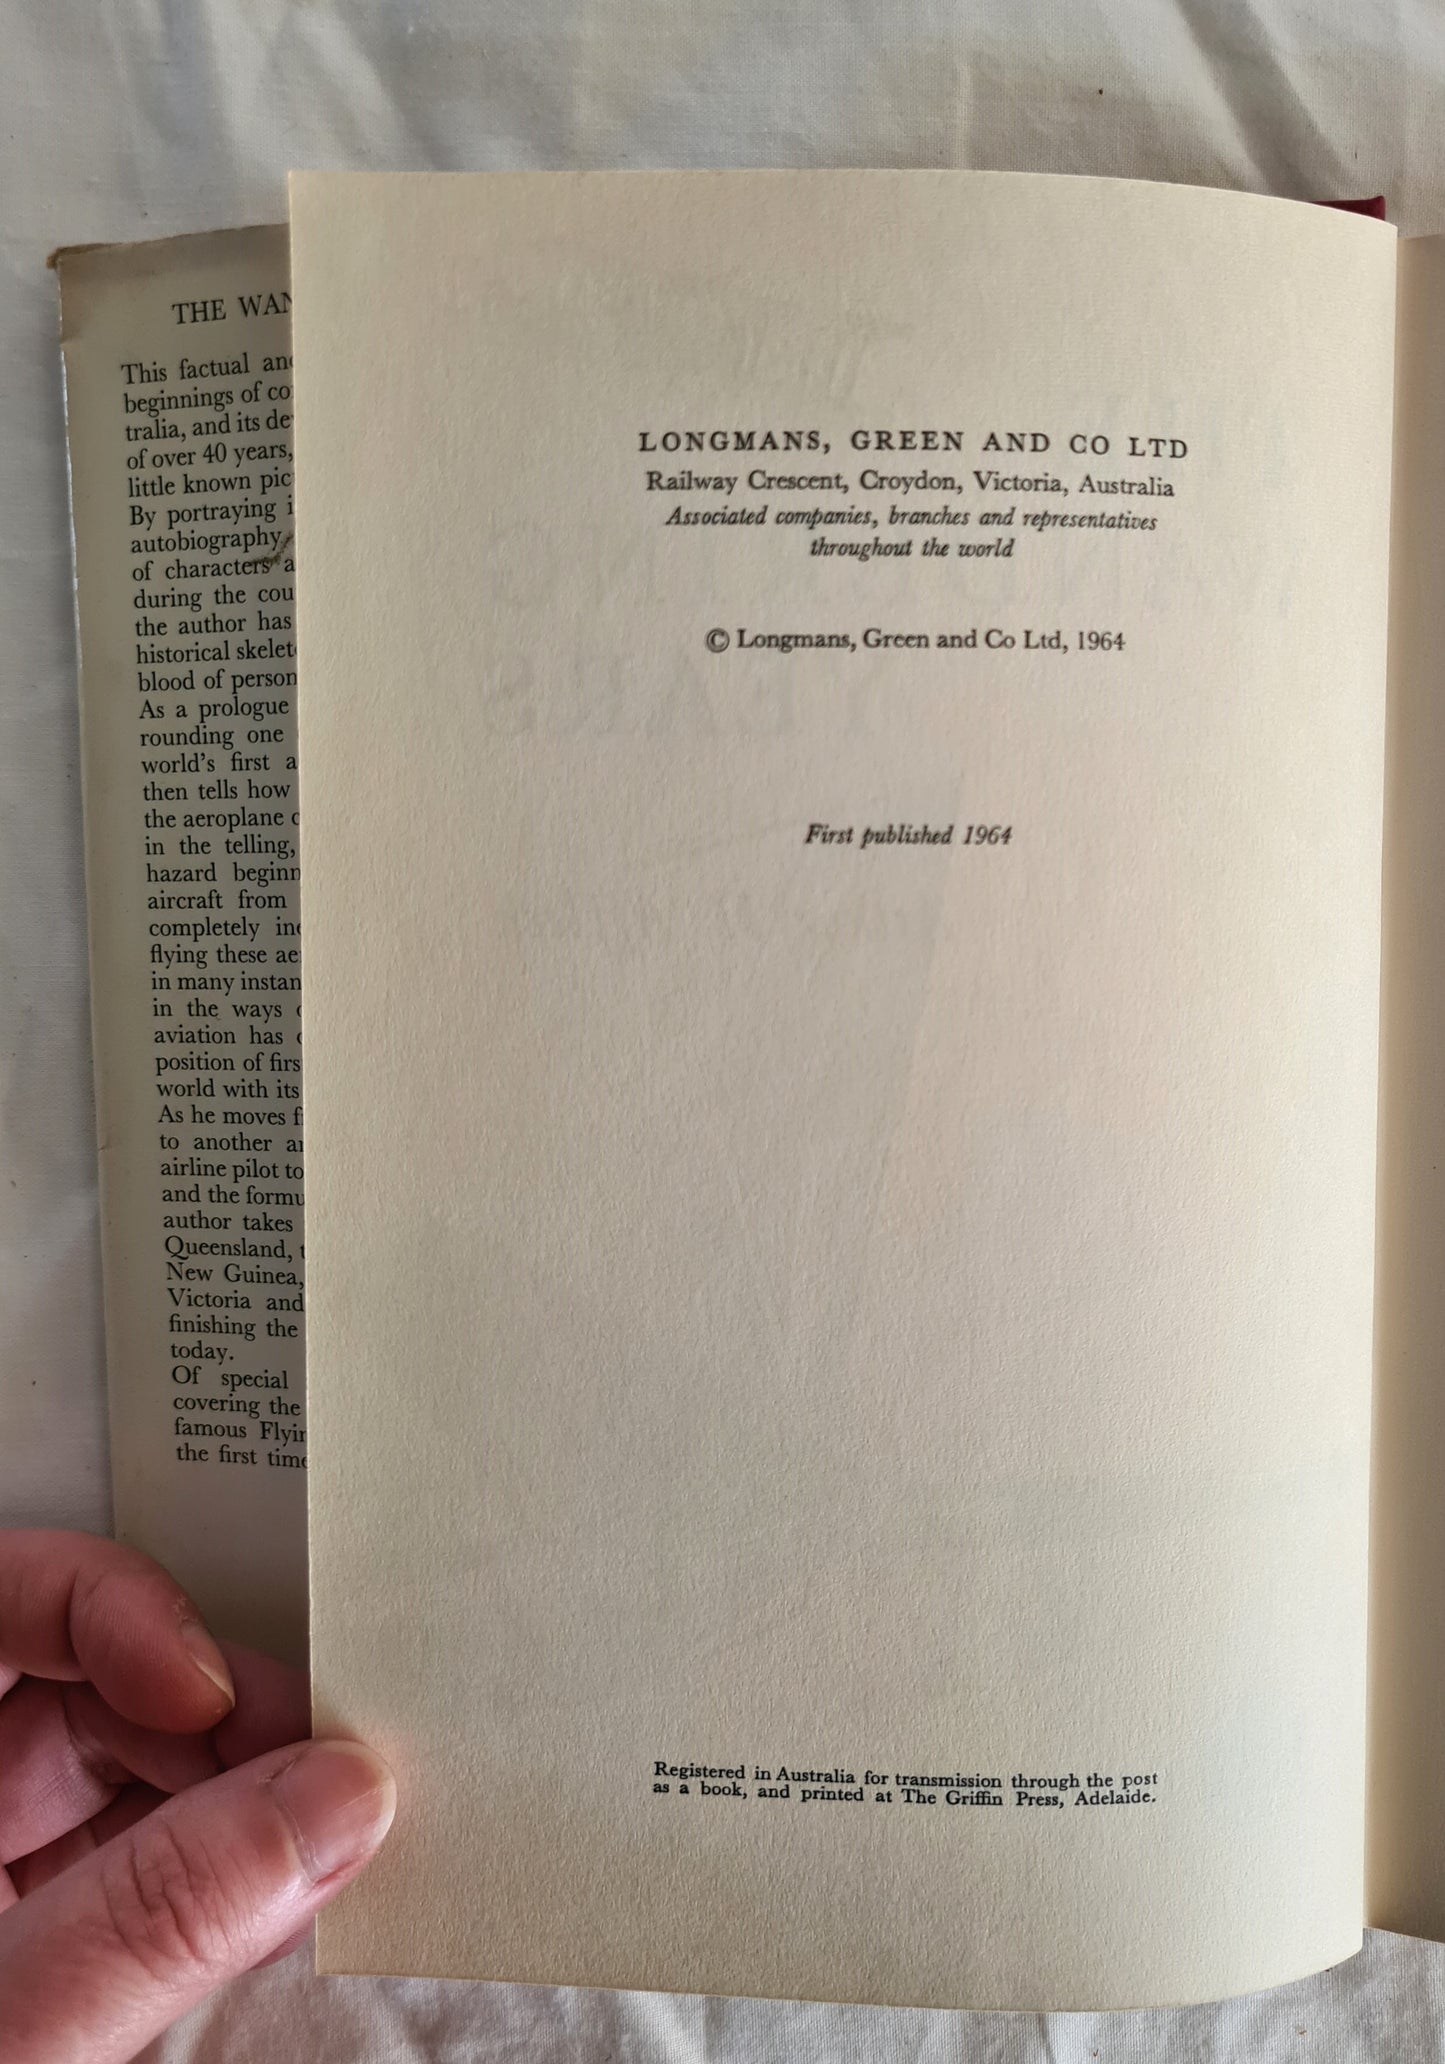 THE WAN
This factual and
beginnings of co
tralia, and its de
of over 40 years,
little known pic
By portraying i
autobiography,
of characters a
during the cou
the author has
historical skelet
blood of person
As a prologue
rounding one
world's first a
then tells how
the aeroplane
in the telling,
hazard beginn
aircraft from
completely in
flying these ae
in many instan
in the ways
aviation has
position of firs
world with its
As he moves f
to another a
airline pilot to
and the formu
author takes
Queensland,
New Guinea,
Victoria and
finishing the
today.
Of special
covering the
famous Flyin
the first time
LONGMANS, GREEN AND CO LTD
Railway Crescent, Croydon, Victoria, Australia
Associated companies, branches and representatives
throughout the world
© Longmans, Green and Co Ltd, 1964
First published 1964
Registered in Australia for transmission through the post
as a book, and printed at The Griffin Press, Adelaide.